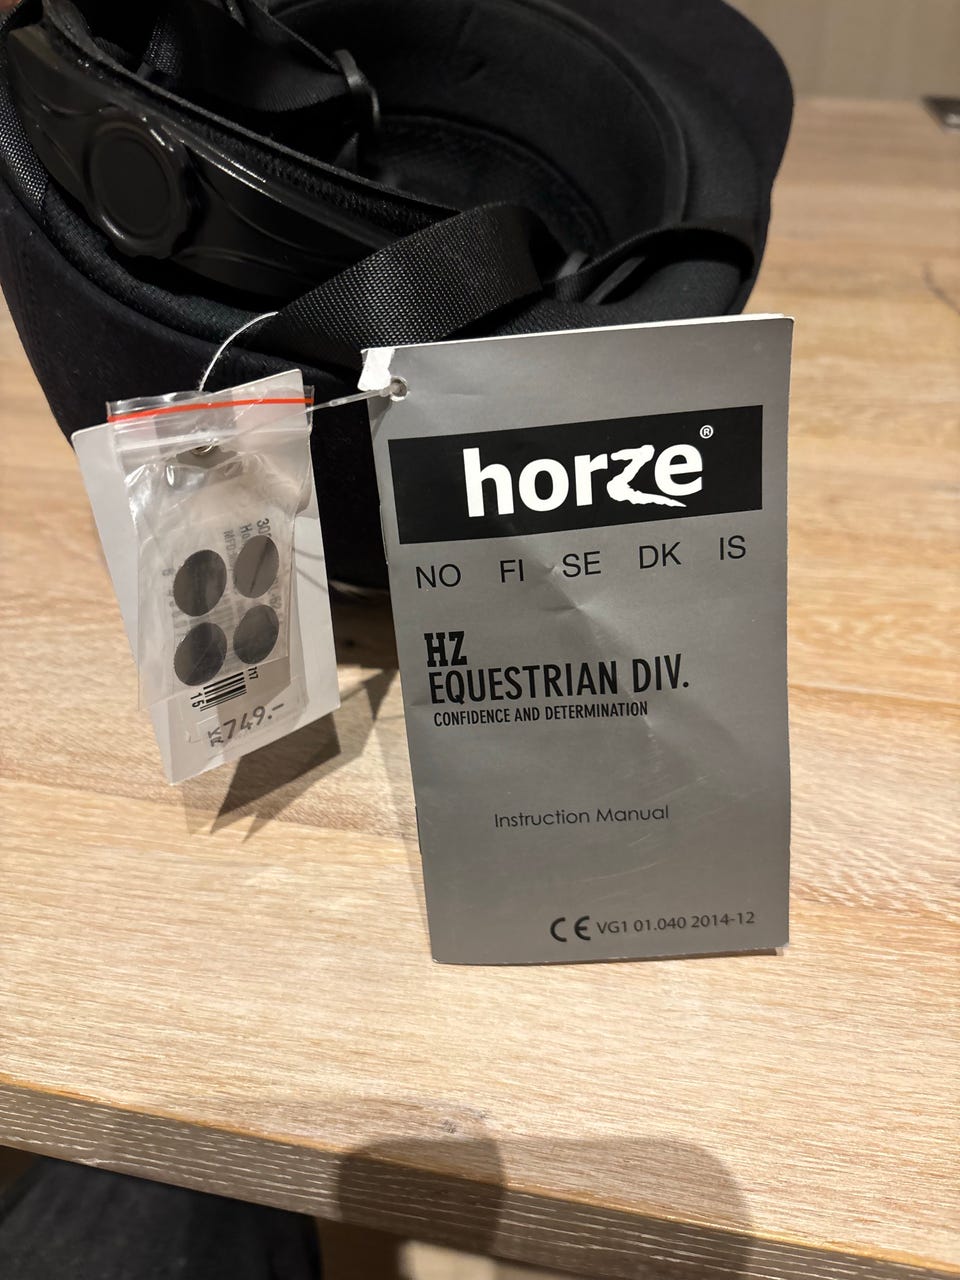 horze®
NO FI SE DK IS
HZ
EQUESTRIAN DIV.
CONFIDENCE AND DETERMINATION
Instruction Manual
CE VG1 01.040 2014-12
749.-